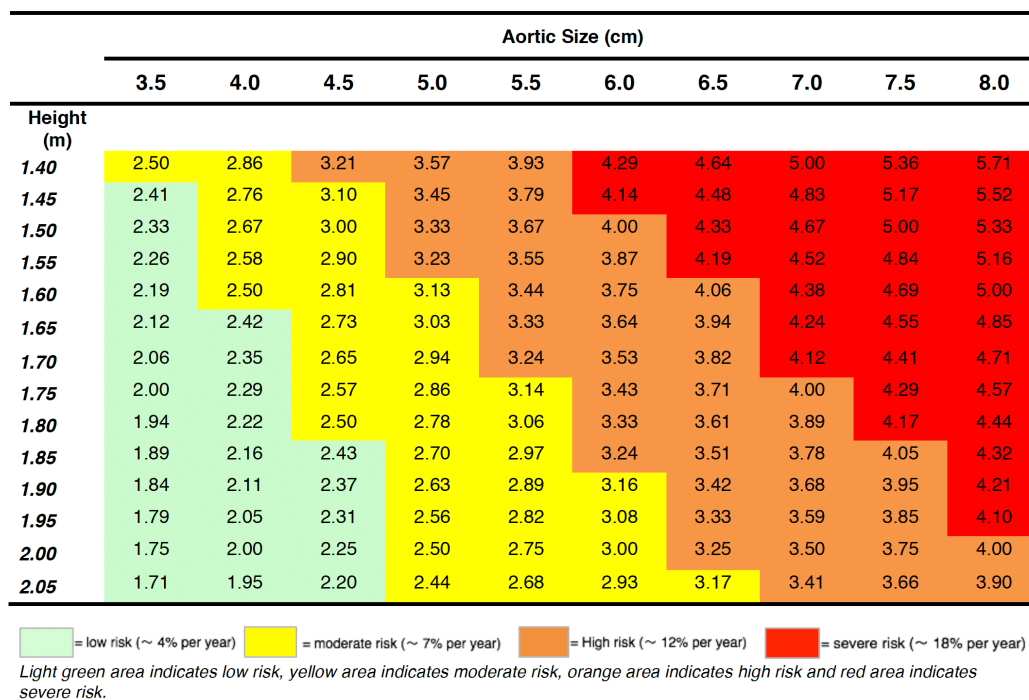 Aortic Size (cm)
3.5 4.0 4.5 5.0 5.5 6.0 6.5 7.0 7.5 8.0
Height
(m)
1.40 2.50 2.86 3.21 3.57 3.93 4.29 4.64 5.00 5.36 5.71
1.45 2.41 2.76 3.10 3.45 3.79 4.14 4.48 4.83 5.17 5.52
1.50 2.33 2.67 3.00 3.33 3.67 4.00 4.33 4.67 5.00 5.33
1.55 2.26 2.58 2.90 3.23 3.55 3.87 4.19 4.52 4.84 5.16
1.60 2.19 2.50 2.81 3.13 3.44 3.75 4.06 4.38 4.69 5.00
1.65 2.12 2.42 2.73 3.03 3.33 3.64 3.94 4.24 4.55 4.85
1.70 2.06 2.35 2.65 2.94 3.24 3.53 3.82 4.12 4.41 4.71
1.75 2.00 2.29 2.57 2.86 3.14 3.43 3.71 4.00 4.29 4.57
1.80 1.94 2.22 2.50 2.78 3.06 3.33 3.61 3.89 4.17 4.44
1.85 1.89 2.16 2.43 2.70 2.97 3.24 3.51 3.78 4.05 4.32
1.90 1.84 2.11 2.37 2.63 2.89 3.16 3.42 3.68 3.95 4.21
1.95 1.79 2.05 2.31 2.56 2.82 3.08 3.33 3.59 3.85 4.10
2.00 1.75 2.00 2.25 2.50 2.75 3.00 3.25 3.50 3.75 4.00
2.05 1.71 1.95 2.20 2.44 2.68 2.93 3.17 3.41 3.66 3.90
= low risk (~ 4% per year) = moderate risk (~ 7% per year) = High risk (~ 12% per year) = severe risk (~ 18% per year)
Light green area indicates low risk, yellow area indicates moderate risk, orange area indicates high risk and red area indicates
severe risk.